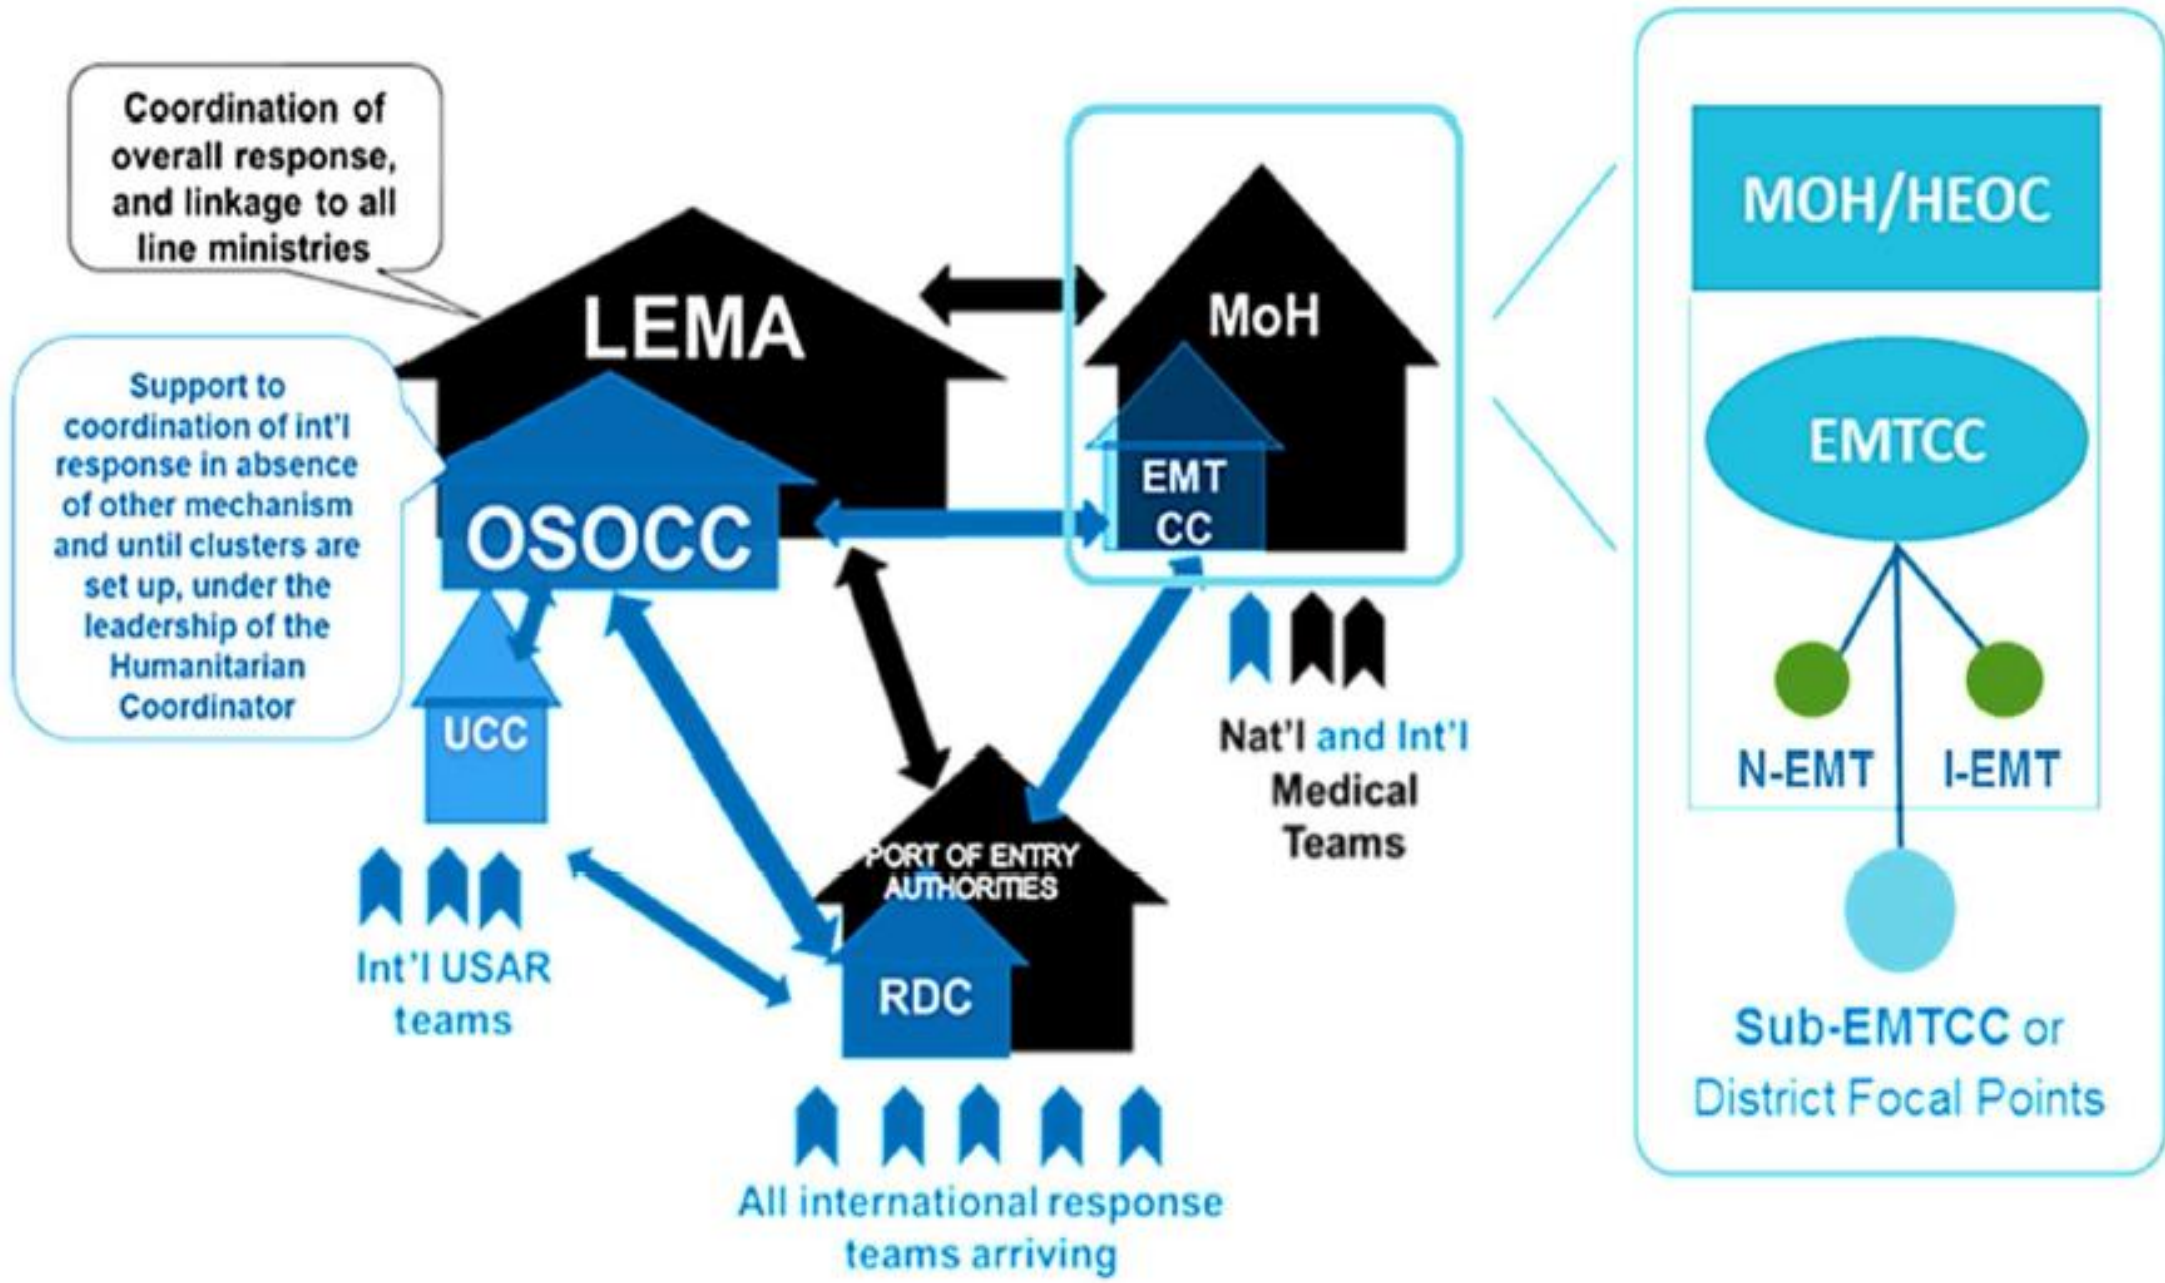 Coordination of
overall response,
and linkage to all
line ministries
Support to
coordination of int'l
response in absence
of other mechanism
and until clusters are
set up, under the
leadership of the
Humanitarian
Coordinator
LEMA
OSOCC
UCC
Int'l USAR
teams
MoH
EMT
CC
Nat'l and Int'l
Medical
Teams
PORT OF ENTRY
AUTHORITIES
RDC
All international response
teams arriving
MOH/HEOC
EMTCC
N-EMT I-EMT
Sub-EMTCC or
District Focal Points